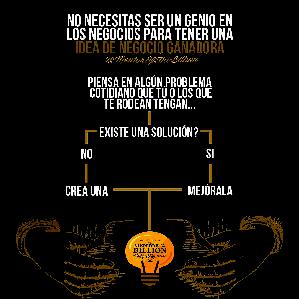 NO NECESITAS SER UN GENIO EN
LOS NEGOCIOS PARA TENER UNA
IDEA DE NEGOCIO GANADORA
PIENSA EN ALGÚN PROBLEMA
COTIDIANO QUE TU O LOS QUE
TE RODEAN TENGAN...
EXISTE UNA SOLUCIÓN?
NO
SI
CREA UNA
MEJÓRALA
BILLION